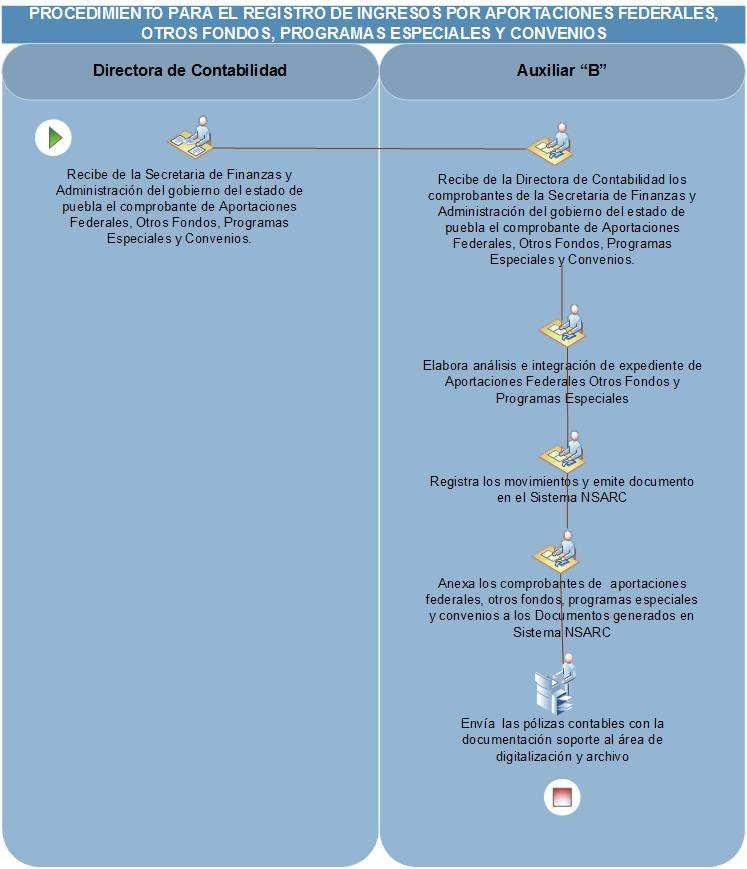 PROCEDIMIENTO PARA EL REGISTRO DE INGRESOS POR APORTACIONES FEDERALES,
OTROS FONDOS, PROGRAMAS ESPECIALES Y CONVENIOS
Directora de Contabilidad
Auxiliar “B”
Recibe de la Secretaria de Finanzas y
Administración del gobierno del estado de
puebla el comprobante de Aportaciones
Federales, Otros Fondos, Programas
Especiales y Convenios.
Recibe de la Directora de Contabilidad los
comprobantes de la Secretaria de Finanzas y
Administración del gobierno del estado de
puebla el comprobante de Aportaciones
Federales, Otros Fondos, Programas
Especiales y Convenios.
Elabora análisis e integración de expediente de
Aportaciones Federales Otros Fondos y
Programas Especiales
Registra los movimientos y emite documento
en el Sistema NSARC
Anexa los comprobantes de aportaciones
federales, otros fondos, programas especiales
y convenios a los Documentos generados en
Sistema NSARC
Envía las pólizas contables con la
documentación soporte al área de
digitalización y archivo